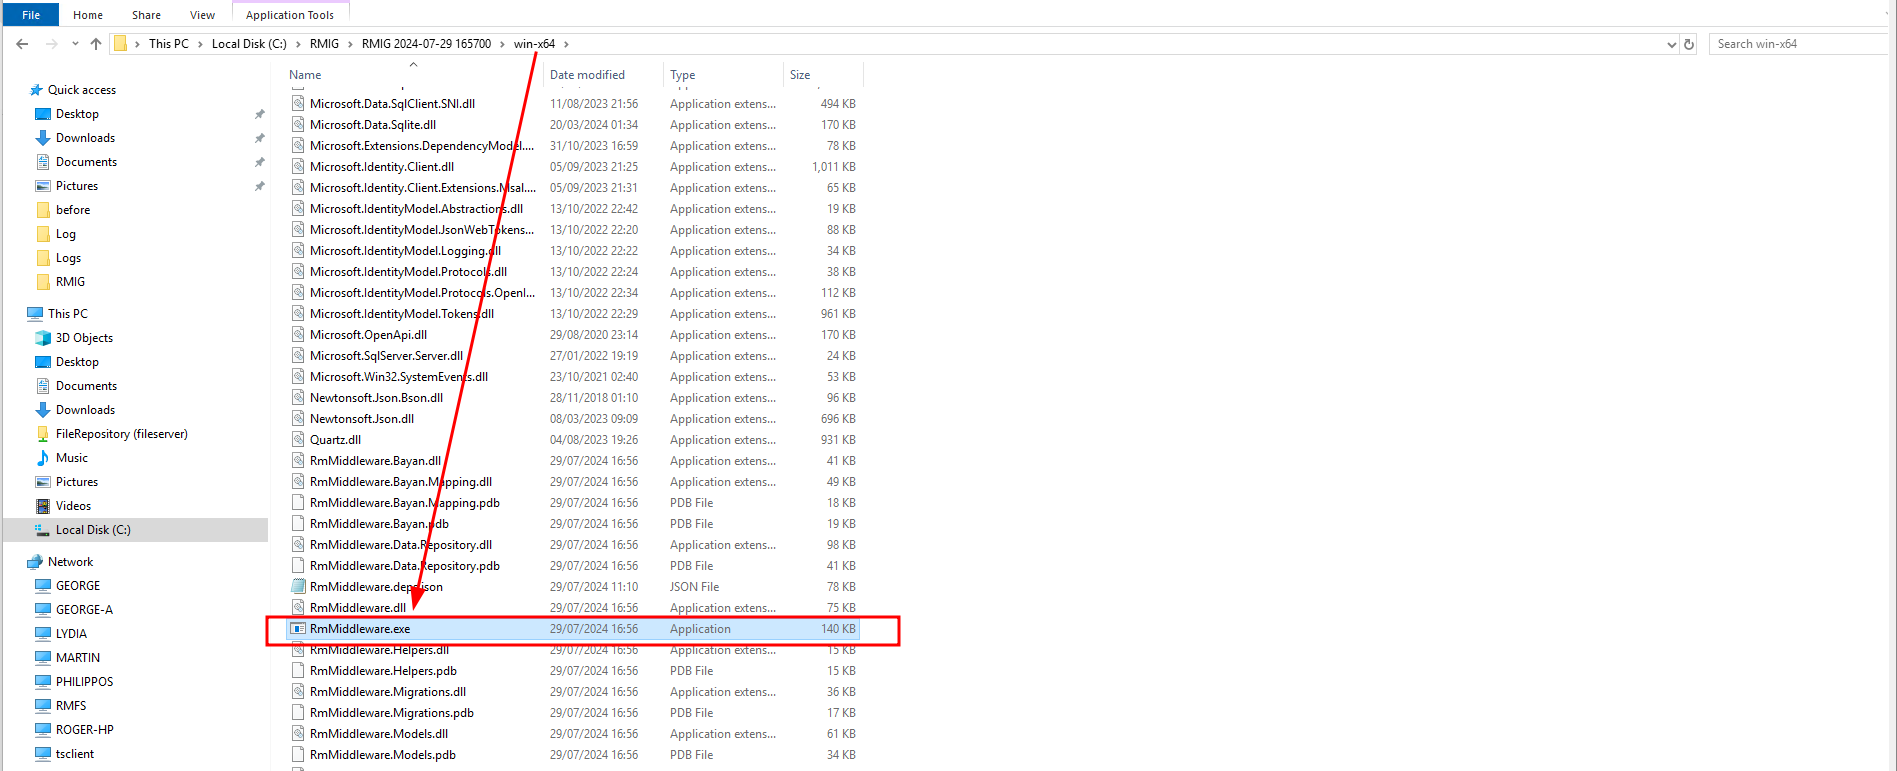 File Home Share View Application Tools
This PC Local Disk (C:) RMIG RMIG 2024-07-29 165700 win-x64 Search win-x64
Name Date modified Type Size
Quick access
Desktop
Downloads
Documents
Pictures
before
Log
Logs
RMIG
This PC
3D Objects
Desktop
Documents
Downloads
FileRepository (fileserver)
Music
Pictures
Videos
Local Disk (C:)
Network
GEORGE
GEORGE-A
LYDIA
MARTIN
PHILIPPOS
RMFS
ROGER-HP
tsclient
Microsoft.Data.SqlClient.SNI.dll 11/08/2023 21:56 Application extens... 494 KB
Microsoft.Data.Sqlite.dll 20/03/2024 01:34 Application extens... 170 KB
Microsoft.Extensions.DependencyModel.... 31/10/2023 16:59 Application extens... 78 KB
Microsoft.Identity.Client.dll 05/09/2023 21:25 Application extens... 1,011 KB
Microsoft.Identity.Client.Extensions.Msal.... 05/09/2023 21:31 Application extens... 65 KB
Microsoft.IdentityModel.Abstractions.dll 13/10/2022 22:42 Application extens... 19 KB
Microsoft.IdentityModel.JsonWebTokens... 13/10/2022 22:20 Application extens... 88 KB
Microsoft.IdentityModel.Logging.dll 13/10/2022 22:22 Application extens... 34 KB
Microsoft.IdentityModel.Protocols.dll 13/10/2022 22:24 Application extens... 38 KB
Microsoft.IdentityModel.Protocols.OpenI... 13/10/2022 22:34 Application extens... 112 KB
Microsoft.IdentityModel.Tokens.dll 13/10/2022 22:29 Application extens... 961 KB
Microsoft.OpenApi.dll 29/08/2020 23:14 Application extens... 170 KB
Microsoft.SqlServer.Server.dll 27/01/2022 19:19 Application extens... 24 KB
Microsoft.Win32.SystemEvents.dll 23/10/2021 02:40 Application extens... 53 KB
Newtonsoft.Json.Bson.dll 28/11/2018 01:10 Application extens... 96 KB
Newtonsoft.Json.dll 08/03/2023 09:09 Application extens... 696 KB
Quartz.dll 04/08/2023 19:26 Application extens... 931 KB
RmMiddleware.Bayan.dll 29/07/2024 16:56 Application extens... 41 KB
RmMiddleware.Bayan.Mapping.dll 29/07/2024 16:56 Application extens... 49 KB
RmMiddleware.Bayan.Mapping.pdb 29/07/2024 16:56 PDB File 18 KB
RmMiddleware.Bayan.pdb 29/07/2024 16:56 PDB File 19 KB
RmMiddleware.Data.Repository.dll 29/07/2024 16:56 Application extens... 98 KB
RmMiddleware.Data.Repository.pdb 29/07/2024 16:56 PDB File 41 KB
RmMiddleware.deps.json 29/07/2024 11:10 JSON File 78 KB
RmMiddleware.dll 29/07/2024 16:56 Application extens... 75 KB
RmMiddleware.exe 29/07/2024 16:56 Application 140 KB
RmMiddleware.Helpers.dll 29/07/2024 16:56 Application extens... 15 KB
RmMiddleware.Helpers.pdb 29/07/2024 16:56 PDB File 15 KB
RmMiddleware.Migrations.dll 29/07/2024 16:56 Application extens... 36 KB
RmMiddleware.Migrations.pdb 29/07/2024 16:56 PDB File 17 KB
RmMiddleware.Models.dll 29/07/2024 16:56 Application extens... 61 KB
RmMiddleware.Models.pdb 29/07/2024 16:56 PDB File 34 KB